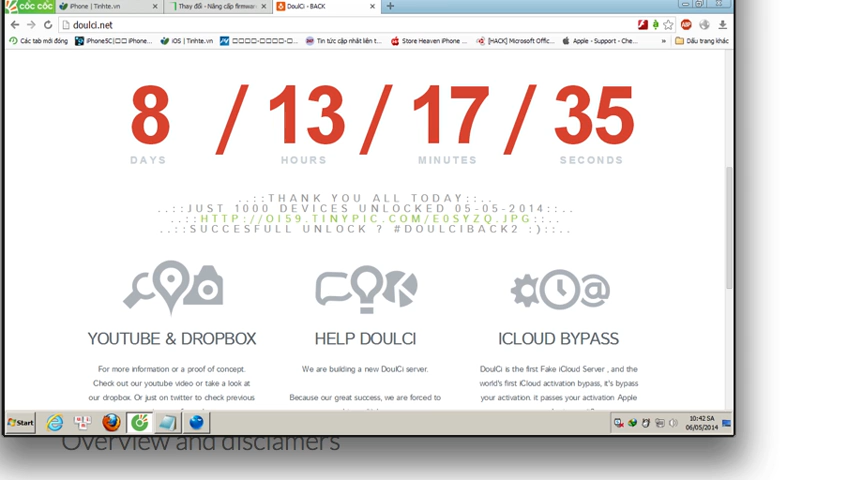 CỐC CỐC
iPhone | Tinhte.vn
Thay đổi - Nâng cấp firmwar
DoulCi - BACK
doulci.net
Các tab mới đóng
iOS | Tinhte.vn
Tin tức cập nhật liên t...
Store Heaven iPhone ...
[HACK] Microsoft Offic...
Apple - Support - Che...
»
Dấu trang khác
8 / 13 / 17 / 35
DAYS HOURS MINUTES SECONDS
..::THANK YOU ALL TODAY::..
..::JUST 1000 DEVICES UNLOCKED 05-05-2014::..
..::HTTP://OI59.TINYPIC.COM/E0SYZQ.JPG::..
..::SUCCESFULL UNLOCK ? #DOULCIBACK2 :)::..
YOUTUBE & DROPBOX
For more information or a proof of concept.
Check out our youtube video or take a look at
our dropbox. Or just on twitter to check previous
HELP DOULCI
We are building a new DoulCi server.
Because our great success, we are forced to
ICLOUD BYPASS
DoulCi is the first Fake iCloud Server , and the
world's first iCloud activation bypass, it's bypass
your activation. it passes your activation Apple
Start
10:42 SA
06/05/2014
Overview and disclamers